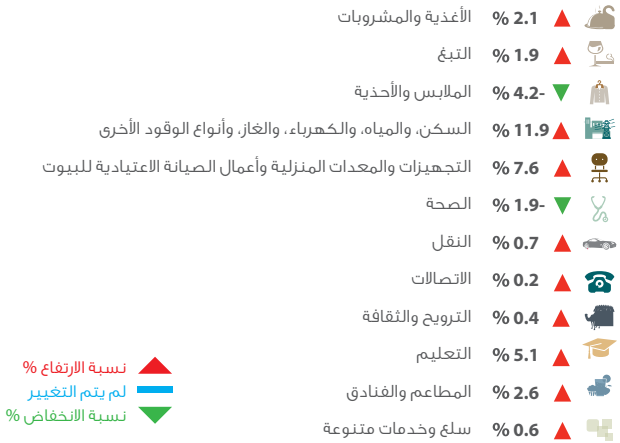 % 2.1 الأغذية والمشروبات
% 1.9 التبغ
% 4.2- الملابس والأحذية
% 11.9 السكن، والمياه، والكهرباء، والغاز، وأنواع الوقود الأخرى
% 7.6 التجهيزات والمعدات المنزلية وأعمال الصيانة الاعتيادية للبيوت
% 1.9- الصحة
% 0.7 النقل
% 0.2 الاتصالات
% 0.4 الترويح والثقافة
% 5.1 التعليم
% 2.6 المطاعم والفنادق
% 0.6 سلع وخدمات متنوعة
نسبة الارتفاع %
لم يتم التغيير
نسبة الانخفاض %